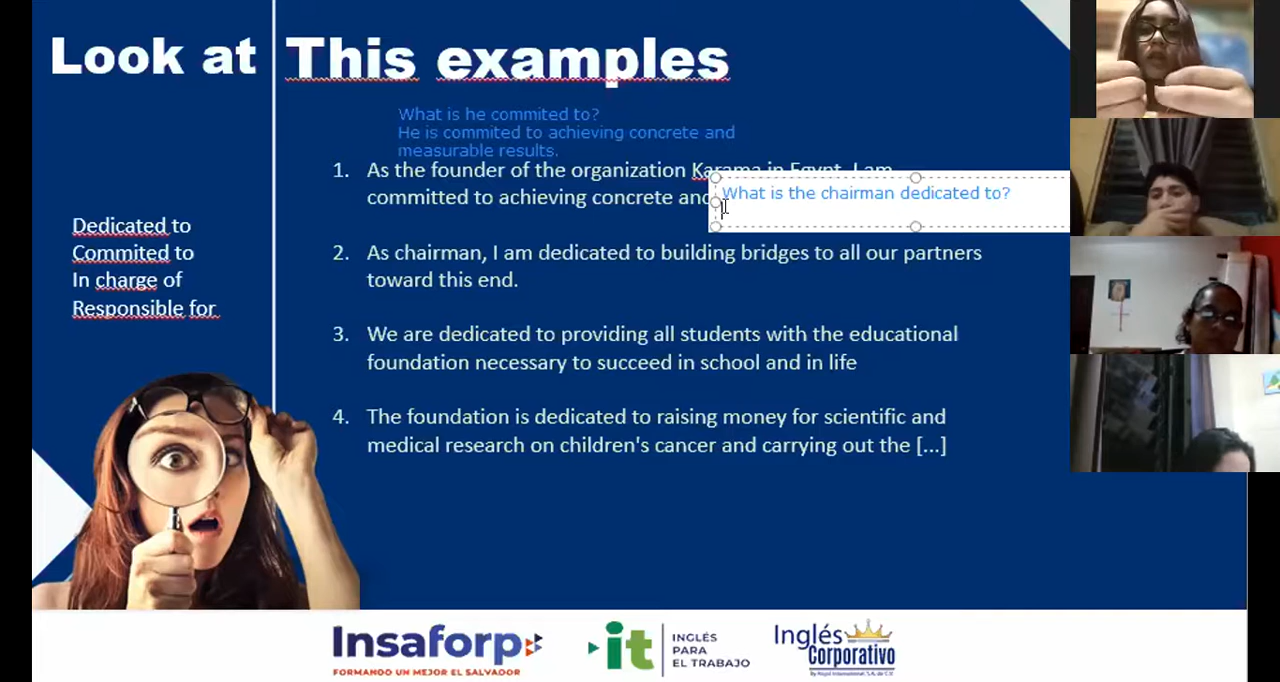 Look at This examples
What is he commited to?
He is commited to achieving concrete and
measurable results.
1. As the founder of the organization Karama in Egypt, I am
committed to achieving concrete and
What is the chairman dedicated to?
Dedicated to
Commited to
In charge of
Responsible for
2. As chairman, I am dedicated to building bridges to all our partners
toward this end.
3. We are dedicated to providing all students with the educational
foundation necessary to succeed in school and in life
4. The foundation is dedicated to raising money for scientific and
medical research on children's cancer and carrying out the [...]
Insaforp
FORMANDO UN MEJOR EL SALVADOR
it
INGLÉS
PARA
EL TRABAJO
Inglés
Corporativo